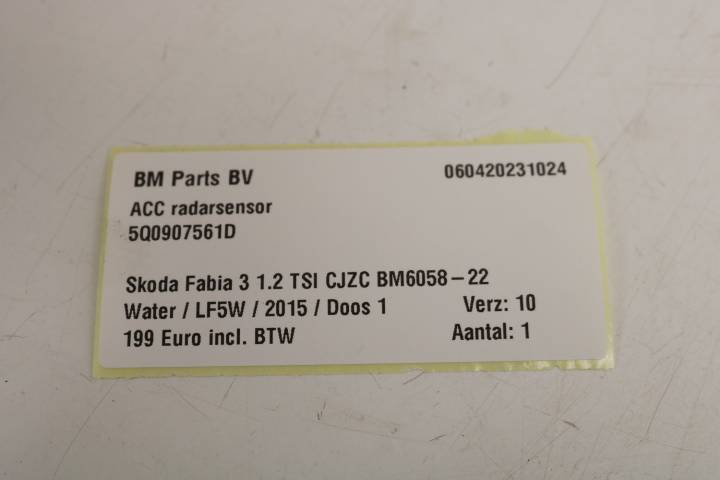 BM Parts BV 060420231024
ACC radarsensor
5Q0907561D
Skoda Fabia 3 1.2 TSI CJZC BM6058-22
Water / LF5W / 2015 / Doos 1 Verz: 10
199 Euro incl. BTW Aantal: 1